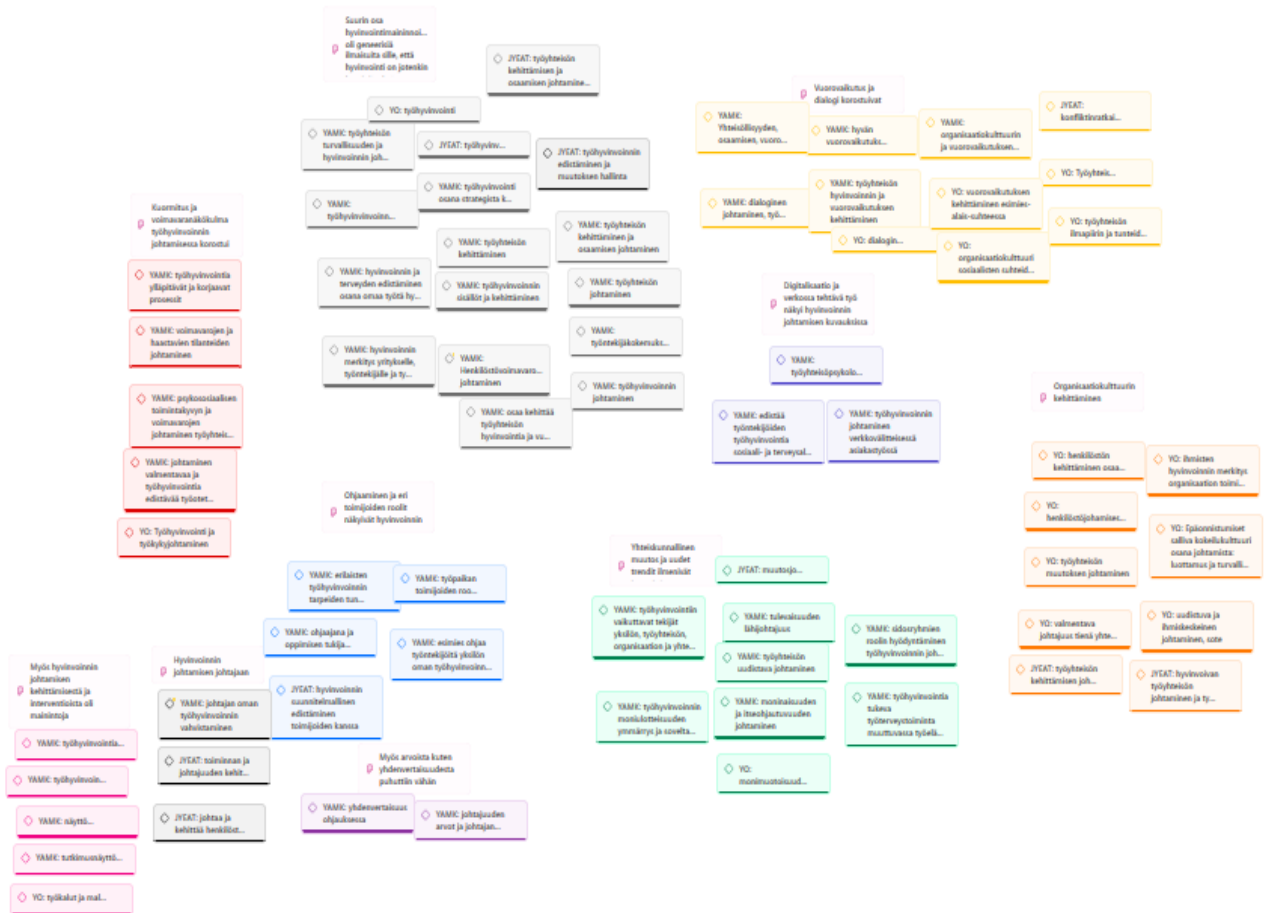 Suurin osa
hyvinvointimaininnoi...
oli geneerisiä
ilmaisuita sille, että
hyvinvointi on jotenkin
JYEAT: työyhteisön
kehittämisen ja
osaamisen johtamine...
YO: työhyvinvointi
YAMK: työyhteisön
turvallisuuden ja
hyvinvoinnin joh...
JYEAT: työhyvinv...
JYEAT: työhyvinvoinnin
edistäminen ja
muutoksen hallinta
YAMK: työhyvinvointi
osana strategista k...
YAMK:
työhyvinvoinn...
YAMK: työyhteisön
kehittäminen
YAMK: työyhteisön
kehittäminen ja
osaamisen johtaminen
YAMK: hyvinvoinnin ja
terveyden edistäminen
osana omaa työtä hy...
YAMK: työhyvinvoinnin
sisällöt ja kehittäminen
YAMK: työyhteisön
johtaminen
YAMK:
työntekijäkokemuks...
YAMK: hyvinvoinnin
merkitys yritykselle,
työntekijälle ja ty...
YAMK:
Henkilöstövoimavaro...
johtaminen
YAMK: työhyvinvoinnin
johtaminen
YAMK: osaa kehittää
työyhteisön
hyvinvointia ja vu...
Vuorovaikutus ja
dialogi korostuivat
YAMK:
Yhteisöllisyyden,
osaamisen, vuoro...
YAMK: hyvän
vuorovaikutuks...
YAMK:
organisaatiokulttuurin
ja vuorovaikutuksen...
JYEAT:
konfliktinratkai...
YAMK: dialoginen
johtaminen, työ...
YAMK: työyhteisön
hyvinvoinnin ja
vuorovaikutuksen
kehittäminen
YO: Työyhteis...
YO: vuorovaikutuksen
kehittäminen esimies-
alais-suhteessa
YO: työyhteisön
ilmapiirin ja tunteid...
YO: dialogin...
YO:
organisaatiokulttuuri
sosiaalisten suhteid...
Kuormitus ja
voimavaranäkökulma
työhyvinvoinnin
johtamisessa korostui
YAMK: työhyvinvointia
ylläpitävät ja korjaavat
prosessit
YAMK: voimavarojen ja
haastavien tilanteiden
johtaminen
YAMK: psykososiaalisen
toimintakyvyn ja
voimavarojen
johtaminen työyhteis...
YAMK: johtaminen
valmentavaa ja
työhyvinvointia
edistävää työotet...
YO: Työhyvinvointi ja
työkykyjohtaminen
Digitalisaatio ja
verkossa tehtävä työ
näkyi hyvinvoinnin
johtamisen kuvauksissa
YAMK:
työyhteisöpsykolo...
YAMK: edistää
työntekijöiden
työhyvinvointia
sosiaali- ja terveysal...
YAMK: työhyvinvoinnin
johtaminen
verkkovälitteisessä
asiakastyössä
Organisaatiokulttuurin
kehittäminen
YO: henkilöstön
kehittäminen osaa...
YO: ihmisten
hyvinvoinnin merkitys
organisaation toimi...
YO:
henkilöstöjohamises...
YO: Epäonnistumiset
salliva kokeilukulttuuri
osana johtamista:
luottamus ja turvalli...
YO: työyhteisön
muutoksen johtaminen
YO: valmentava
johtajuus tienä yhte...
YO: uudistuva ja
ihmiskeskeinen
johtaminen, sote
JYEAT: työyhteisön
kehittämisen joh...
JYEAT: hyvinvoivan
työyhteisön
johtaminen ja ty...
Ohjaaminen ja eri
toimijoiden roolit
näkyivät hyvinvoinnin
YAMK: erilaisten
työhyvinvoinnin
tarpeiden tun...
YAMK: työpaikan
toimijoiden roo...
YAMK: ohjaajana ja
oppimisen tukija...
YAMK: esimies ohjaa
työntekijöitä yksilön
oman työhyvinvoinn...
JYEAT: hyvinvoinnin
suunnitelmallinen
edistäminen
toimijoiden kanssa
Yhteiskunnallinen
muutos ja uudet
trendit ilmenivät
JYEAT: muutosjo...
YAMK: työhyvinvointiin
vaikuttavat tekijät
yksilön, työyhteisön,
organisaation ja yhte...
YAMK: tulevaisuuden
lähijohtajuus
YAMK: sidosryhmien
roolin hyödyntäminen
työhyvinvoinnin joh...
YAMK: työyhteisön
uudistava johtaminen
YAMK: työhyvinvoinnin
moniulotteisuuden
ymmärrys ja sovelta...
YAMK: moninaisuuden
ja itseohjautuvuuden
johtaminen
YAMK: työhyvinvointia
tukeva
työterveystoiminta
muuttuvassa työelä...
YO:
monimuotoisuud...
Myös hyvinvoinnin
johtamisen
kehittämisestä ja
interventioista oli
mainintoja
YAMK: työhyvinvointia...
YAMK: työhyvoin...
YAMK: näyttö...
YAMK: tutkimusnäyttö...
YO: työkalut ja mal...
Hyvinvoinnin
johtamisen johtajaan
YAMK: johtajan oman
työhyvinvoinnin
vahvistaminen
JYEAT: toiminnan ja
johtajuuden kehit...
JYEAT: johtaa ja
kehittää henkilöst...
Myös arvoista kuten
yhdenvertaisuudesta
puhuttiin vähän
YAMK: yhdenvertaisuus
ohjauksessa
YAMK: johtajuuden
arvot ja johtajan...